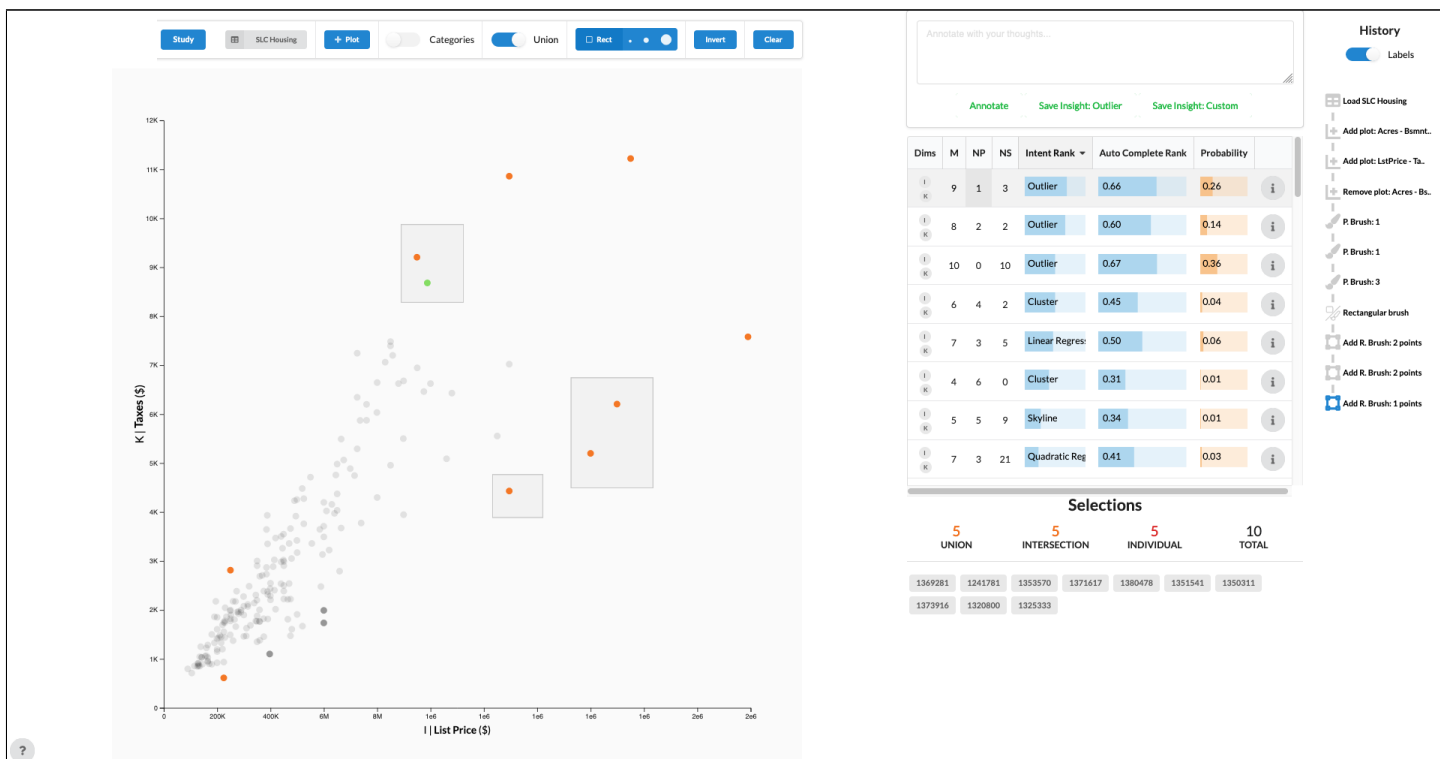 Study SLC Housing + Plot Categories Union Rect Invert Clear
12K
11K
10K
9K
8K
7K
6K
5K
4K
3K
2K
1K
0
K | Taxes ($)
0 200K 400K 6M 8M 1e6 1e6 1e6 1e6 1e6 2e6 2e6
I | List Price ($)
?
Annotate with your thoughts...
Annotate Save Insight: Outlier Save Insight: Custom
Dims M NP NS Intent Rank Auto Complete Rank Probability
I K 9 1 3 Outlier 0.66 0.26 i
I K 8 2 2 Outlier 0.60 0.14 i
I K 10 0 10 Outlier 0.67 0.36 i
I K 6 4 2 Cluster 0.45 0.04 i
I K 7 3 5 Linear Regres 0.50 0.06 i
I K 4 6 0 Cluster 0.31 0.01 i
I K 5 5 9 Skyline 0.34 0.01 i
I K 7 3 21 Quadratic Reg 0.41 0.03 i
Selections
5 5 5 10
UNION INTERSECTION INDIVIDUAL TOTAL
1369281 1241781 1353570 1371617 1380478 1351541 1350311
1373916 1320800 1325333
History
Labels
Load SLC Housing
Add plot: Acres - Bsmnt..
Add plot: LstPrice - Ta..
Remove plot: Acres - Bs..
P. Brush: 1
P. Brush: 1
P. Brush: 3
Rectangular brush
Add R. Brush: 2 points
Add R. Brush: 2 points
Add R. Brush: 1 points